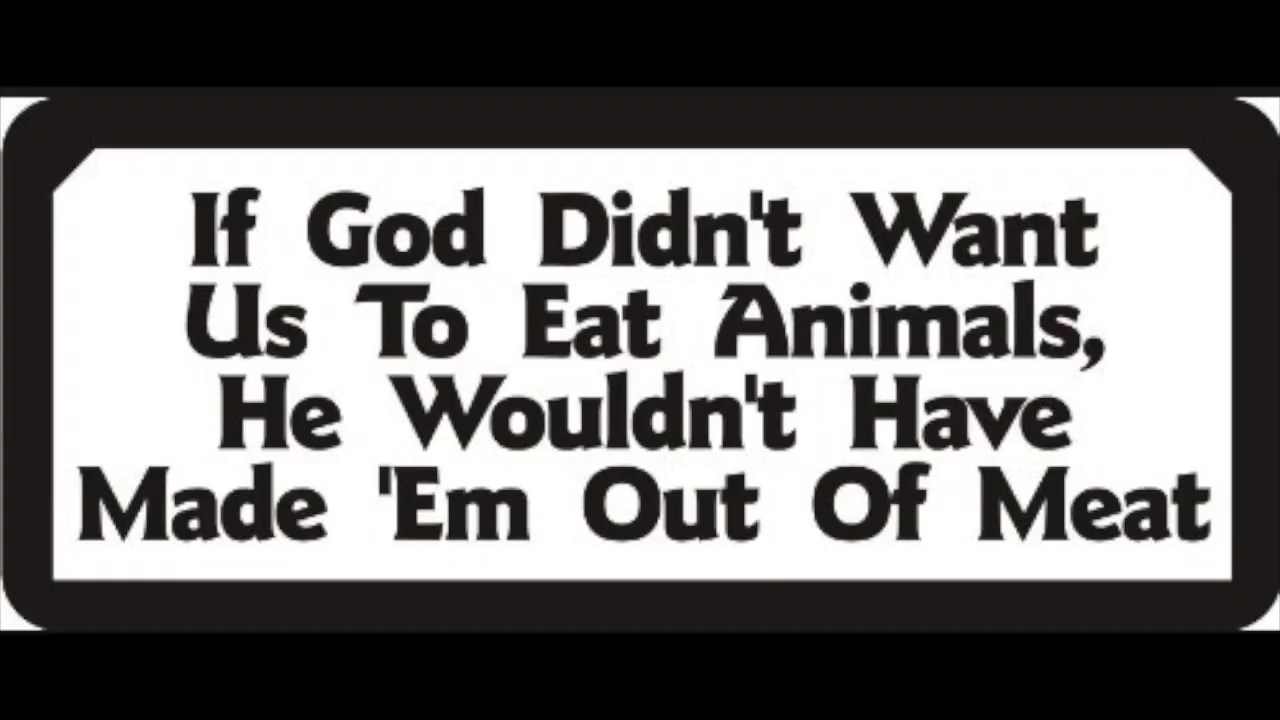 If God Didn't Want
Us To Eat Animals,
He Wouldn't Have
Made 'Em Out Of Meat